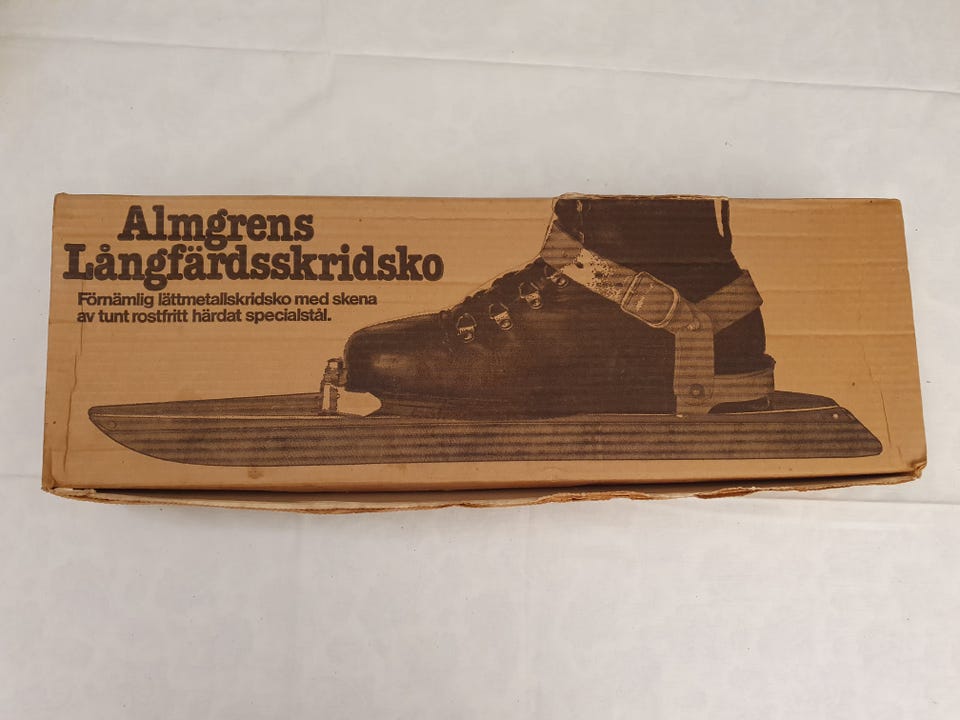 Almgrens
Långfärdsskridsko
Förnämlig lättmetallskridsko med skena
av tunt rostfritt härdat specialstål.